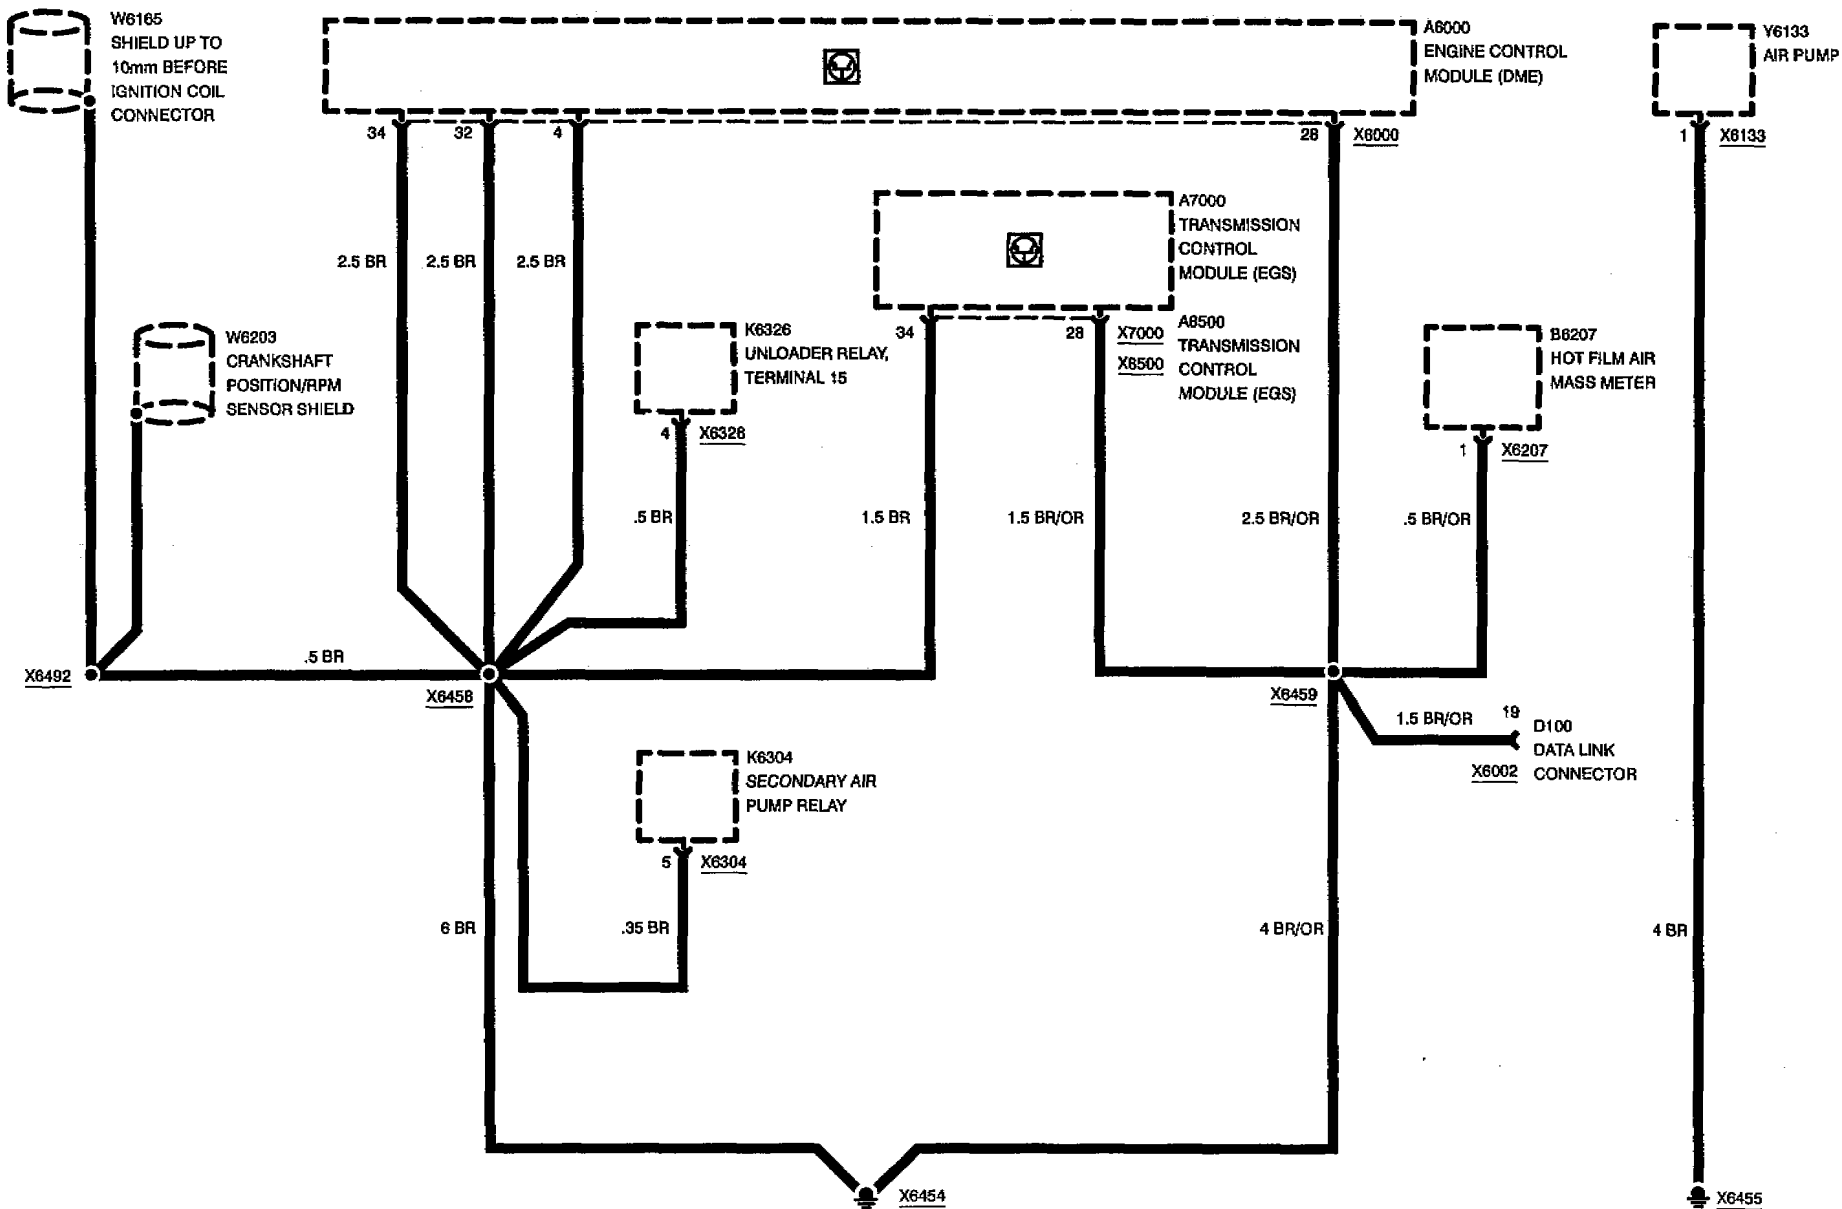 W6165
SHIELD UP TO
10mm BEFORE
IGNITION COIL
CONNECTOR
A6000
ENGINE CONTROL
MODULE (DME)
Y6133
AIR PUMP
34
32
4
28
X6000
1
X6133
A7000
TRANSMISSION
CONTROL
MODULE (EGS)
2.5 BR
2.5 BR
2.5 BR
34
28
X7000
X8500
A8500
TRANSMISSION
CONTROL
MODULE (EGS)
W6203
CRANKSHAFT
POSITION/RPM
SENSOR SHIELD
K6326
UNLOADER RELAY,
TERMINAL 15
4
X6326
B6207
HOT FILM AIR
MASS METER
1
X6207
.5 BR
1.5 BR
1.5 BR/OR
2.5 BR/OR
.5 BR/OR
.5 BR
X6492
X6458
X6459
1.5 BR/OR
19
D100
DATA LINK
CONNECTOR
X6002
K6304
SECONDARY AIR
PUMP RELAY
5
X6304
6 BR
.35 BR
4 BR/OR
4 BR
X6454
X6455